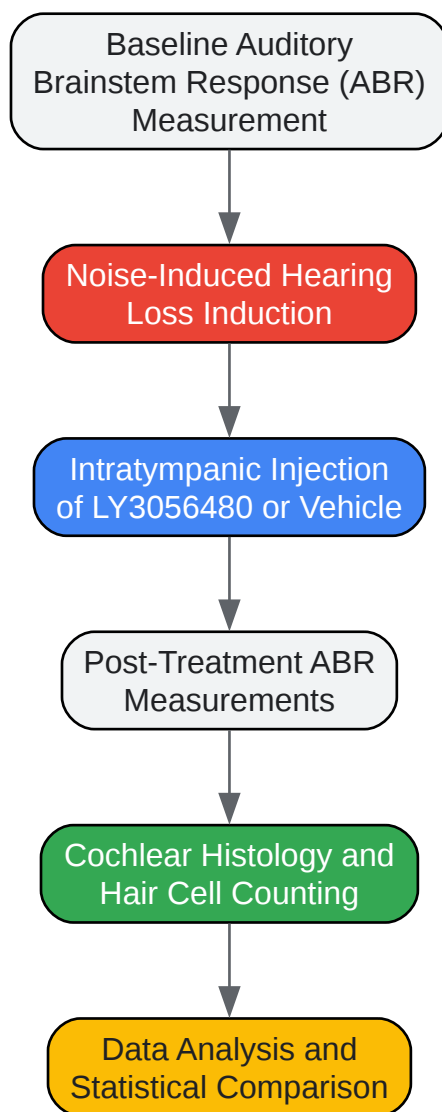 Baseline Auditory
Brainstem Response (ABR)
Measurement
Noise-Induced Hearing
Loss Induction
Intratympanic Injection
of LY3056480 or Vehicle
Post-Treatment ABR
Measurements
Cochlear Histology and
Hair Cell Counting
Data Analysis and
Statistical Comparison